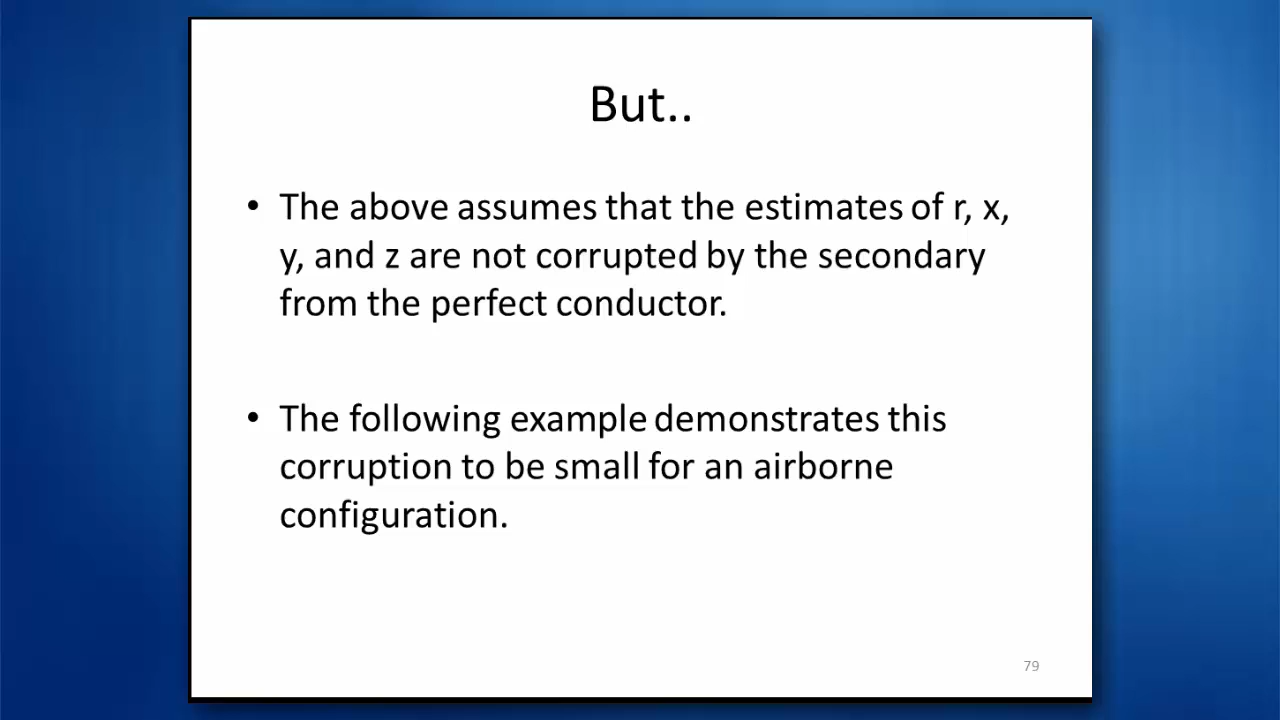 But..
• The above assumes that the estimates of r, x,
y, and z are not corrupted by the secondary
from the perfect conductor.
• The following example demonstrates this
corruption to be small for an airborne
configuration.
79